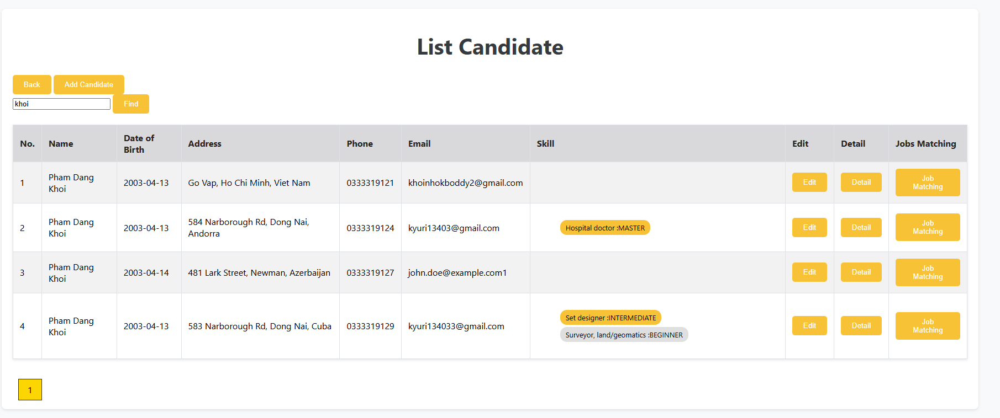 List Candidate
Back Add Candidate
khoi Find
No. Name Date of Birth Address Phone Email Skill Edit Detail Jobs Matching
1 Pham Dang Khoi 2003-04-13 Go Vap, Ho Chi Minh, Viet Nam 0333319121 khoinhokboddy2@gmail.com Edit Detail Job Matching
2 Pham Dang Khoi 2003-04-13 584 Narborough Rd, Dong Nai, Andorra 0333319124 kyuri13403@gmail.com Hospital doctor :MASTER Edit Detail Job Matching
3 Pham Dang Khoi 2003-04-14 481 Lark Street, Newman, Azerbaijan 0333319127 john.doe@example.com1 Edit Detail Job Matching
4 Pham Dang Khoi 2003-04-13 583 Narborough Rd, Dong Nai, Cuba 0333319129 kyuri134033@gmail.com Set designer :INTERMEDIATE Surveyor, land/geomatics :BEGINNER Edit Detail Job Matching
1